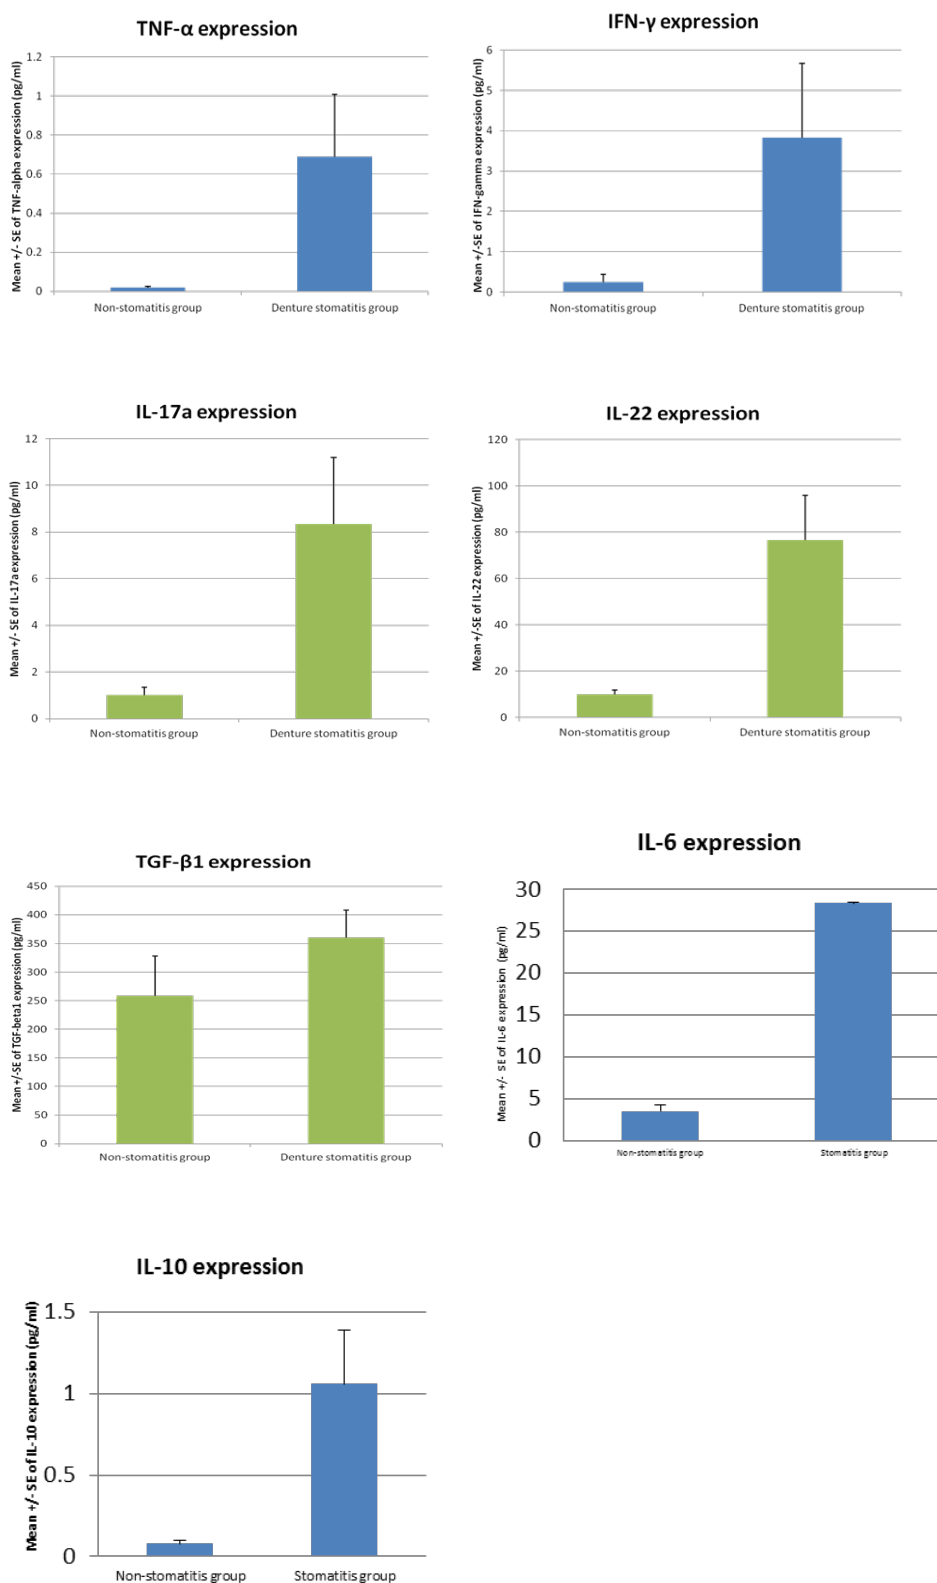 TNF-α expression
Mean +/- SE of TNF-alpha expression (pg/ml)
1.2
1
0.8
0.6
0.4
0.2
0
Non-stomatitis group
Denture stomatitis group
IFN-γ expression
Mean +/-SE of IFN-gamma expression (pg/ml)
6
5
4
3
2
1
0
Non-stomatitis group
Denture stomatitis group
IL-17a expression
Mean +/- SE of IL-17a expression (pg/ml)
12
10
8
6
4
2
0
Non-stomatitis group
Denture stomatitis group
IL-22 expression
Mean +/-SE of IL-22 expression (pg/ml)
120
100
80
60
40
20
0
Non-stomatitis group
Denture stomatitis group
TGF-β1 expression
Mean +/-SE of TGF-beta1 expression (pg/ml)
450
400
350
300
250
200
150
100
50
0
Non-stomatitis group
Denture stomatitis group
IL-6 expression
Mean +/- SE of IL-6 expression (pg/ml)
30
25
20
15
10
5
0
Non-stomatitis group
Stomatitis group
IL-10 expression
Mean +/- SE of IL-10 expression (pg/ml)
1.5
1
0.5
0
Non-stomatitis group
Stomatitis group